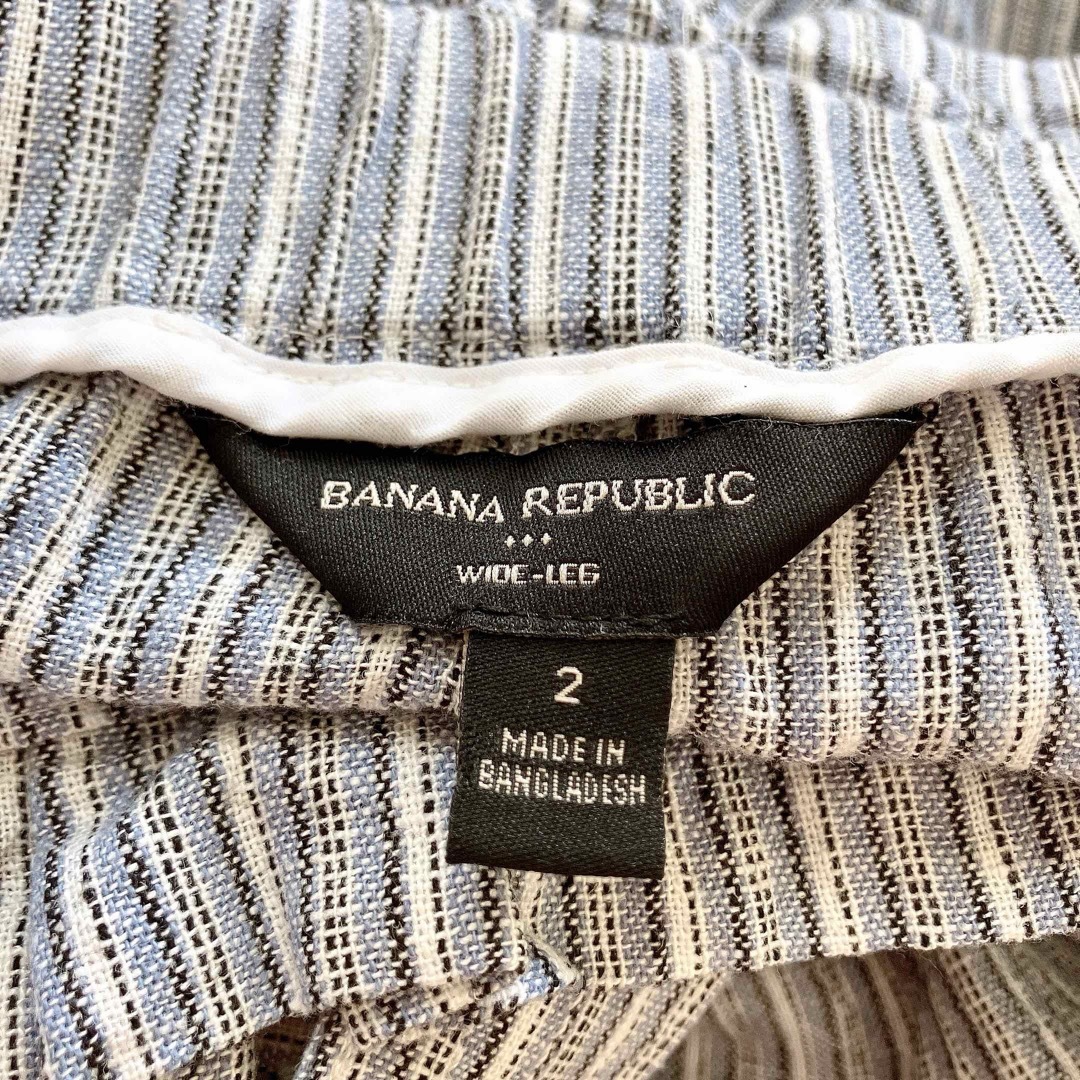 BANANA REPUBLIC
WIDE-LEG
2
MADE IN
BANGLADESH